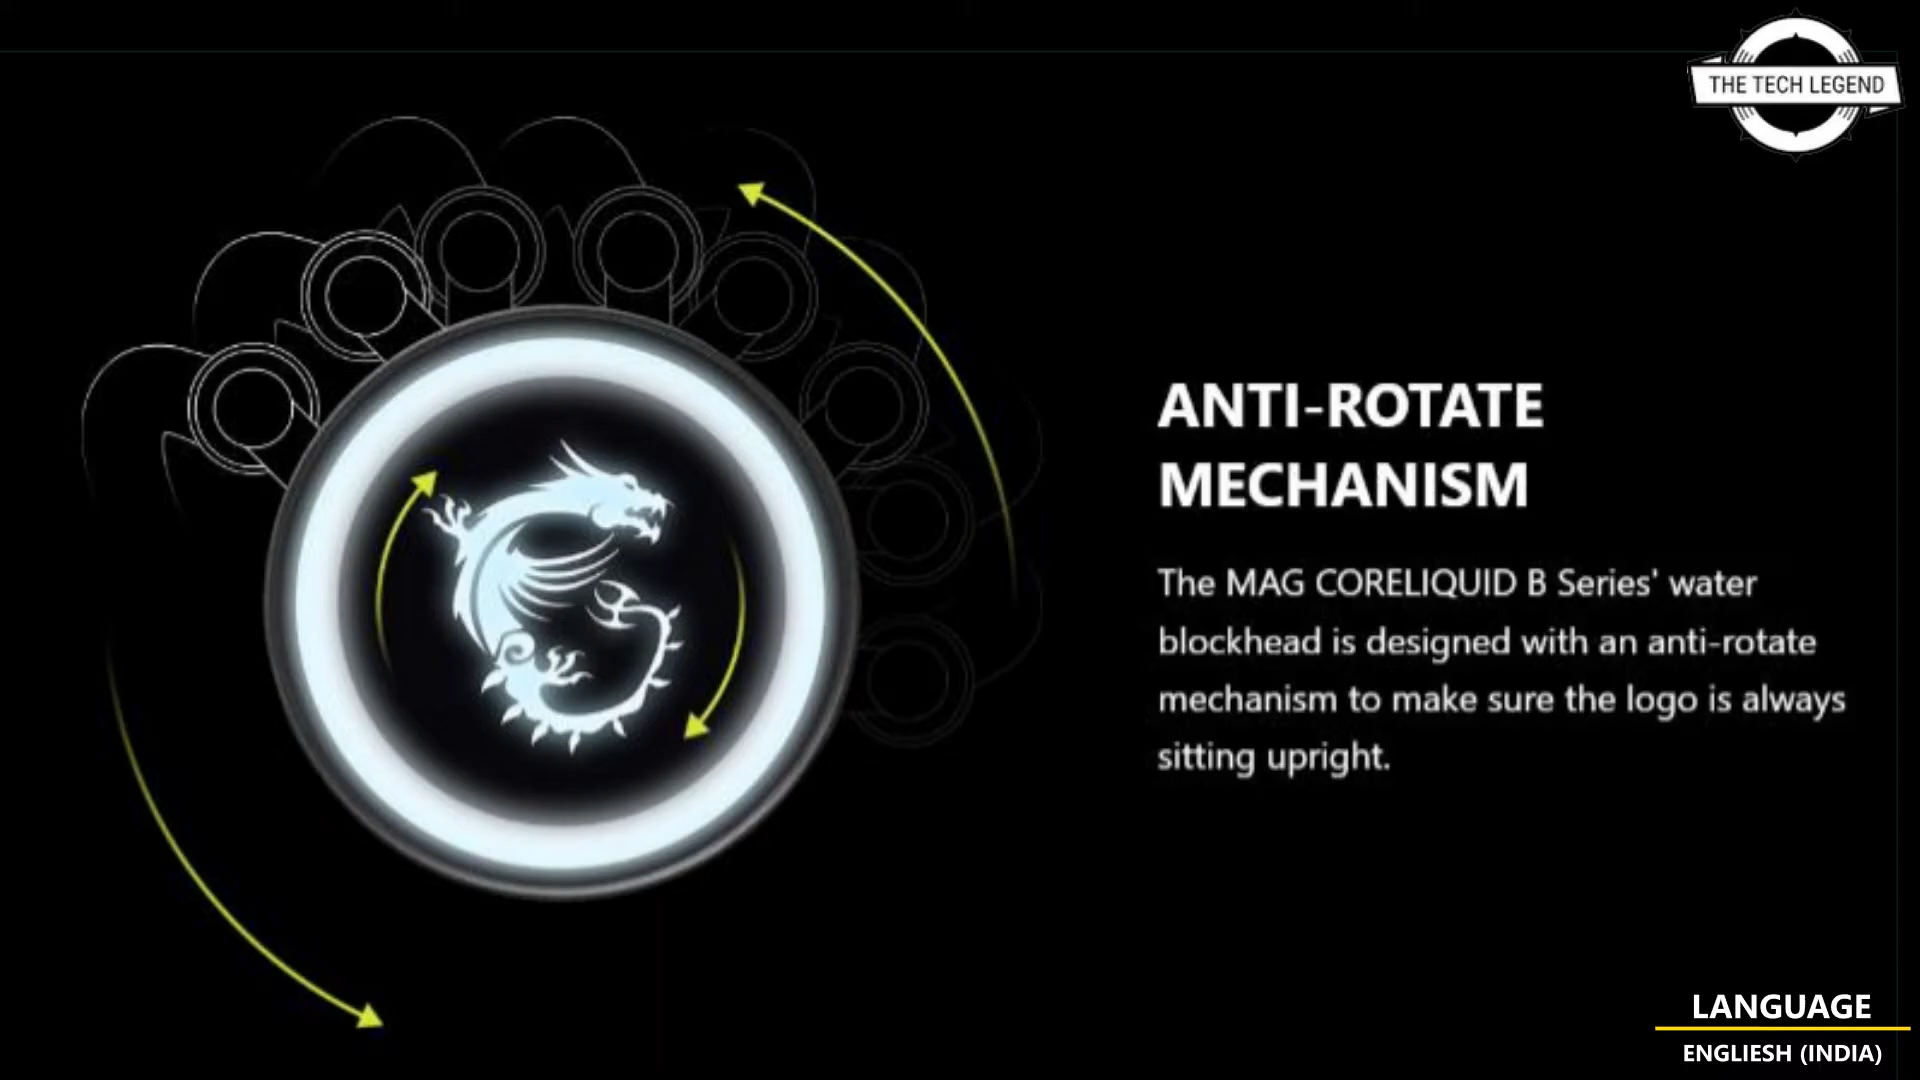 THE TECH LEGEND
ANTI-ROTATE
MECHANISM
The MAG CORELIQUID B Series' water
blockhead is designed with an anti-rotate
mechanism to make sure the logo is always
sitting upright.
LANGUAGE
ENGLIESH (INDIA)